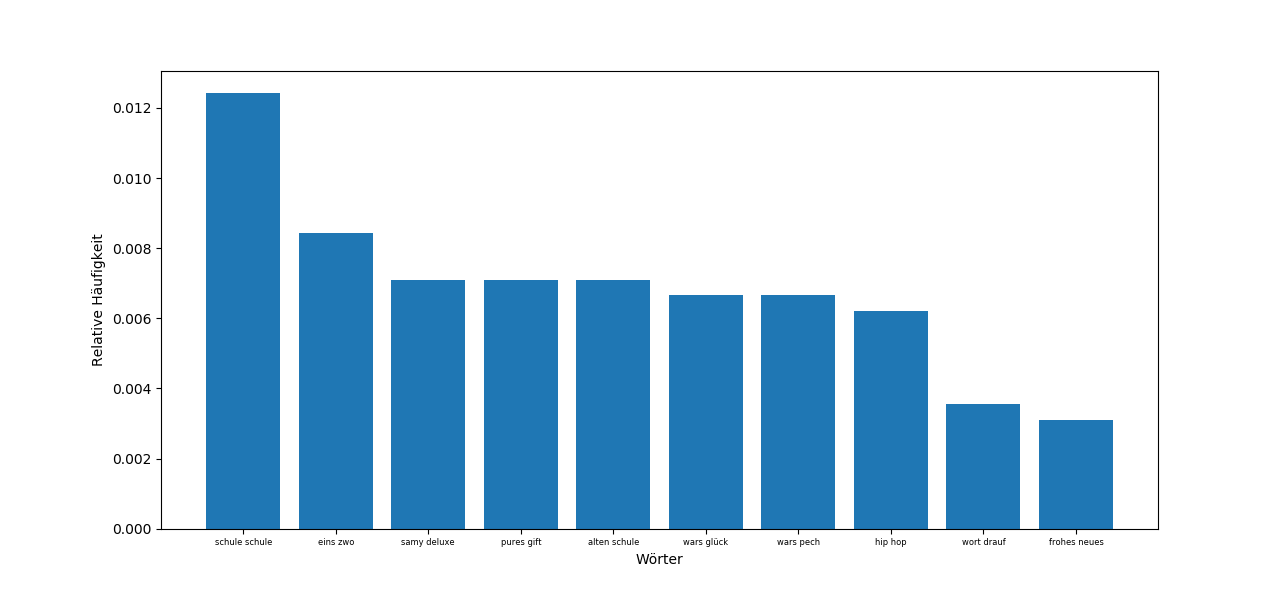 0.012
0.010
0.008
0.006
0.004
0.002
0.000
Relative Häufigkeit
schule schule eins zwo samy deluxe pures gift alten schule wars glück wars pech hip hop wort drauf frohes neues
Wörter